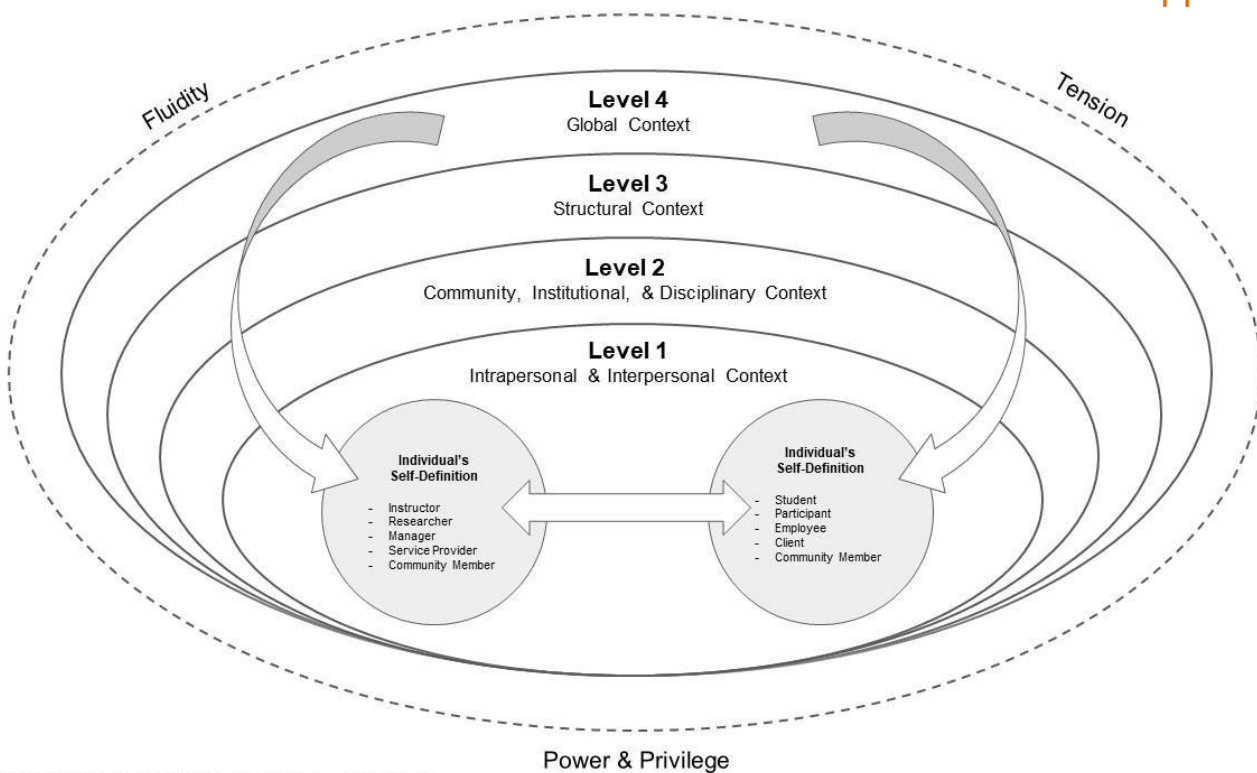 Fluidity
Tension
Level 4
Global Context
Level 3
Structural Context
Level 2
Community, Institutional, & Disciplinary Context
Level 1
Intrapersonal & Interpersonal Context
Individual's
Self-Definition
- Instructor
- Researcher
- Manager
- Service Provider
- Community Member
Individual's
Self-Definition
- Student
- Participant
- Employee
- Client
- Community Member
Power & Privilege